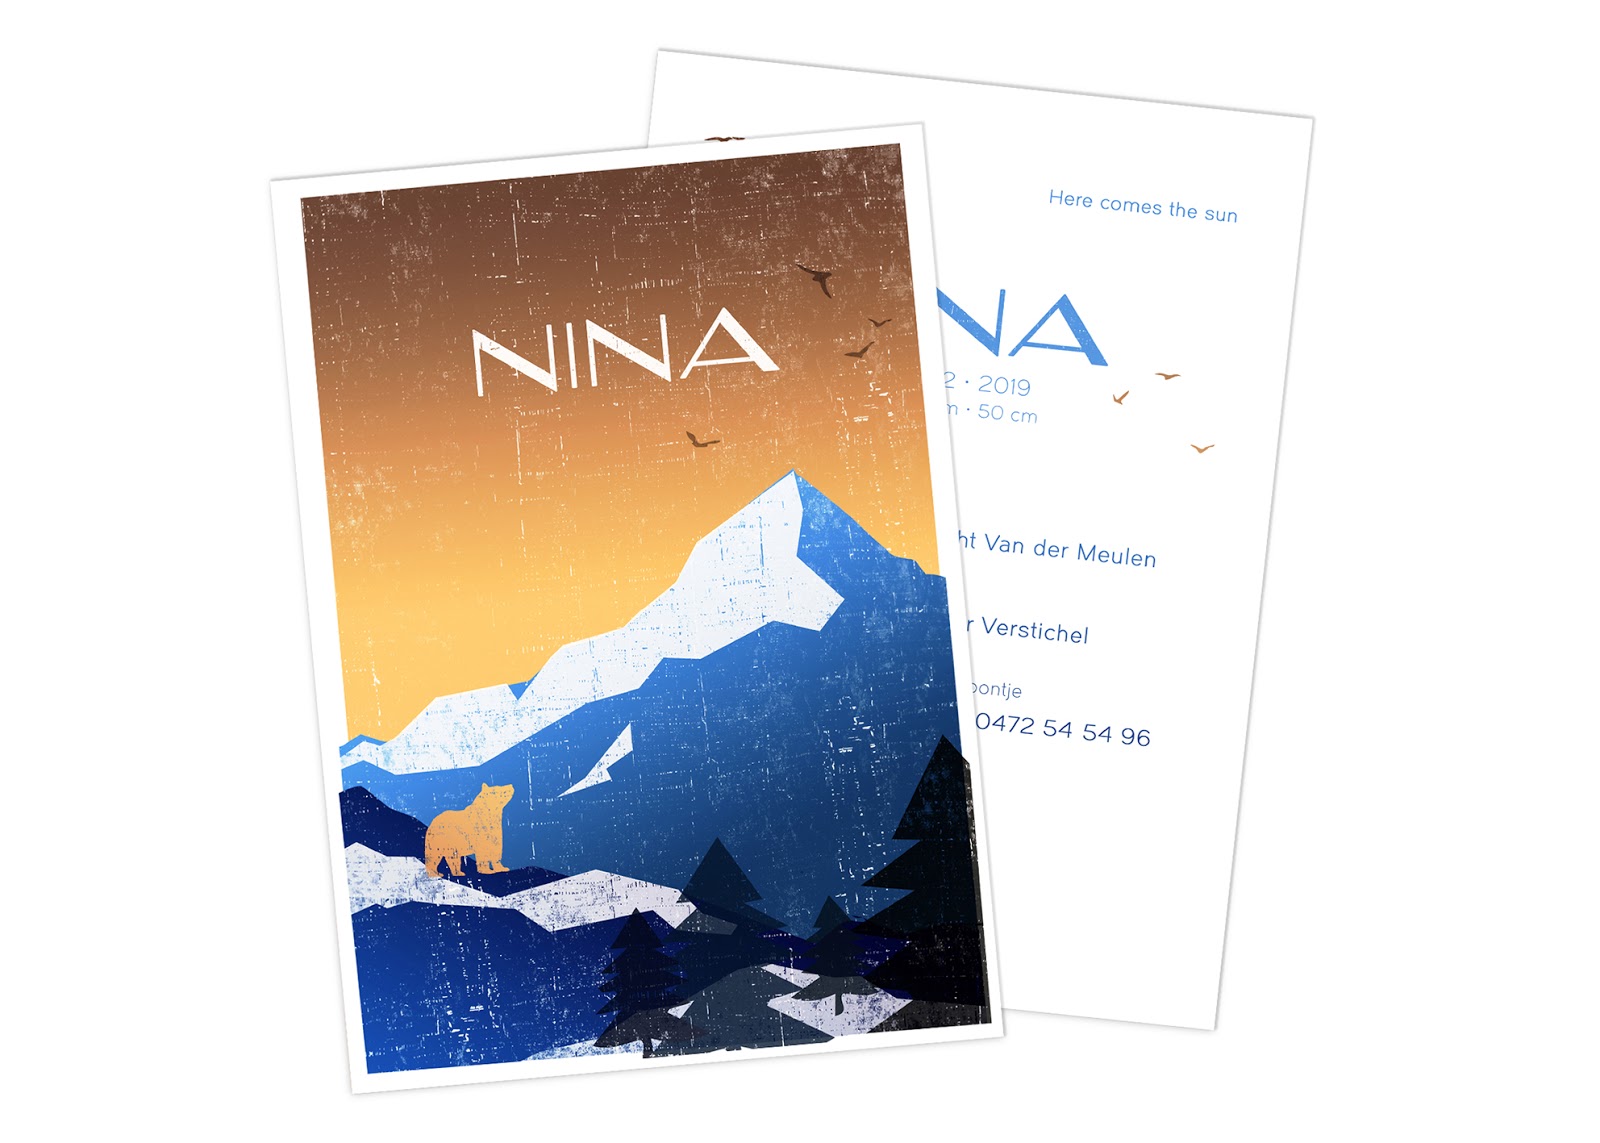 NINA
Here comes the sun
NA
2 · 2019
m · 50 cm
ht Van der Meulen
r Verstichel
oontje
0472 54 54 96